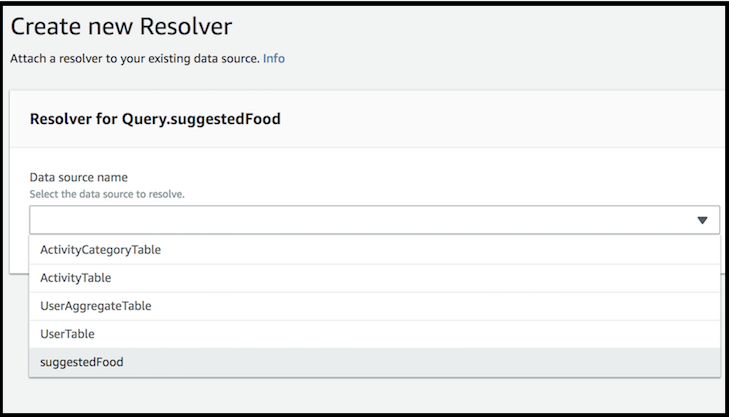 Create new Resolver
Attach a resolver to your existing data source. Info
Resolver for Query.suggestedFood
Data source name
Select the data source to resolve.
ActivityCategoryTable
ActivityTable
UserAggregateTable
UserTable
suggestedFood